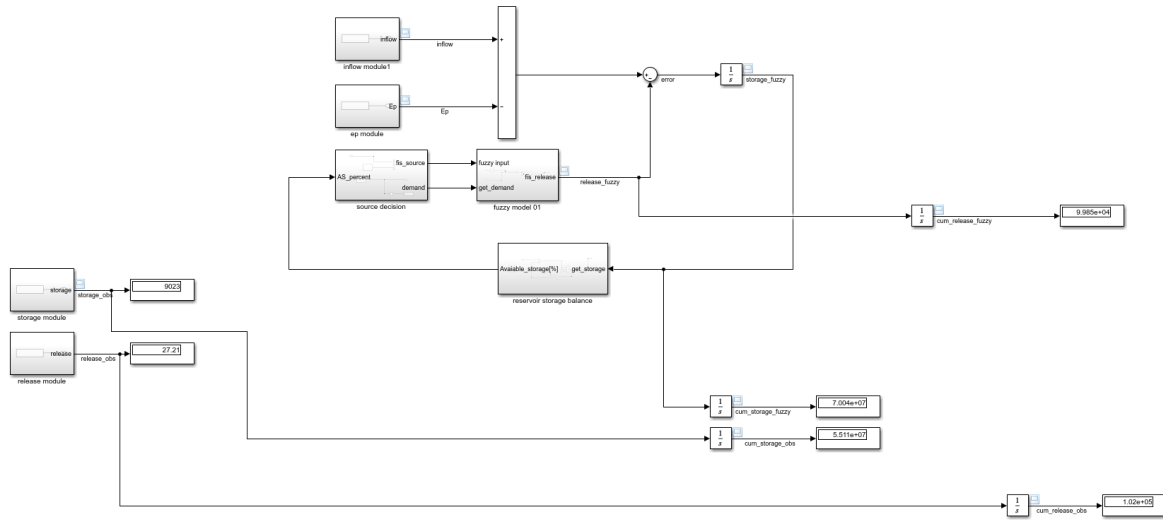 inflow
inflow
inflow module1
+
−
Ep
Ep
ep module
+
−
error
1
s
storage_fuzzy
AS_percent
fis_source
demand
source decision
fuzzy input
get_demand
fis_release
fuzzy model 01
release_fuzzy
1
s
cum_release_fuzzy
9.985e+04
Avaiable_storage[%]
get_storage
reservoir storage balance
storage
storage_obs
9023
storage module
release
release_obs
27.21
release module
1
s
cum_storage_fuzzy
7.004e+07
1
s
cum_storage_obs
5.511e+07
1
s
cum_release_obs
1.02e+05